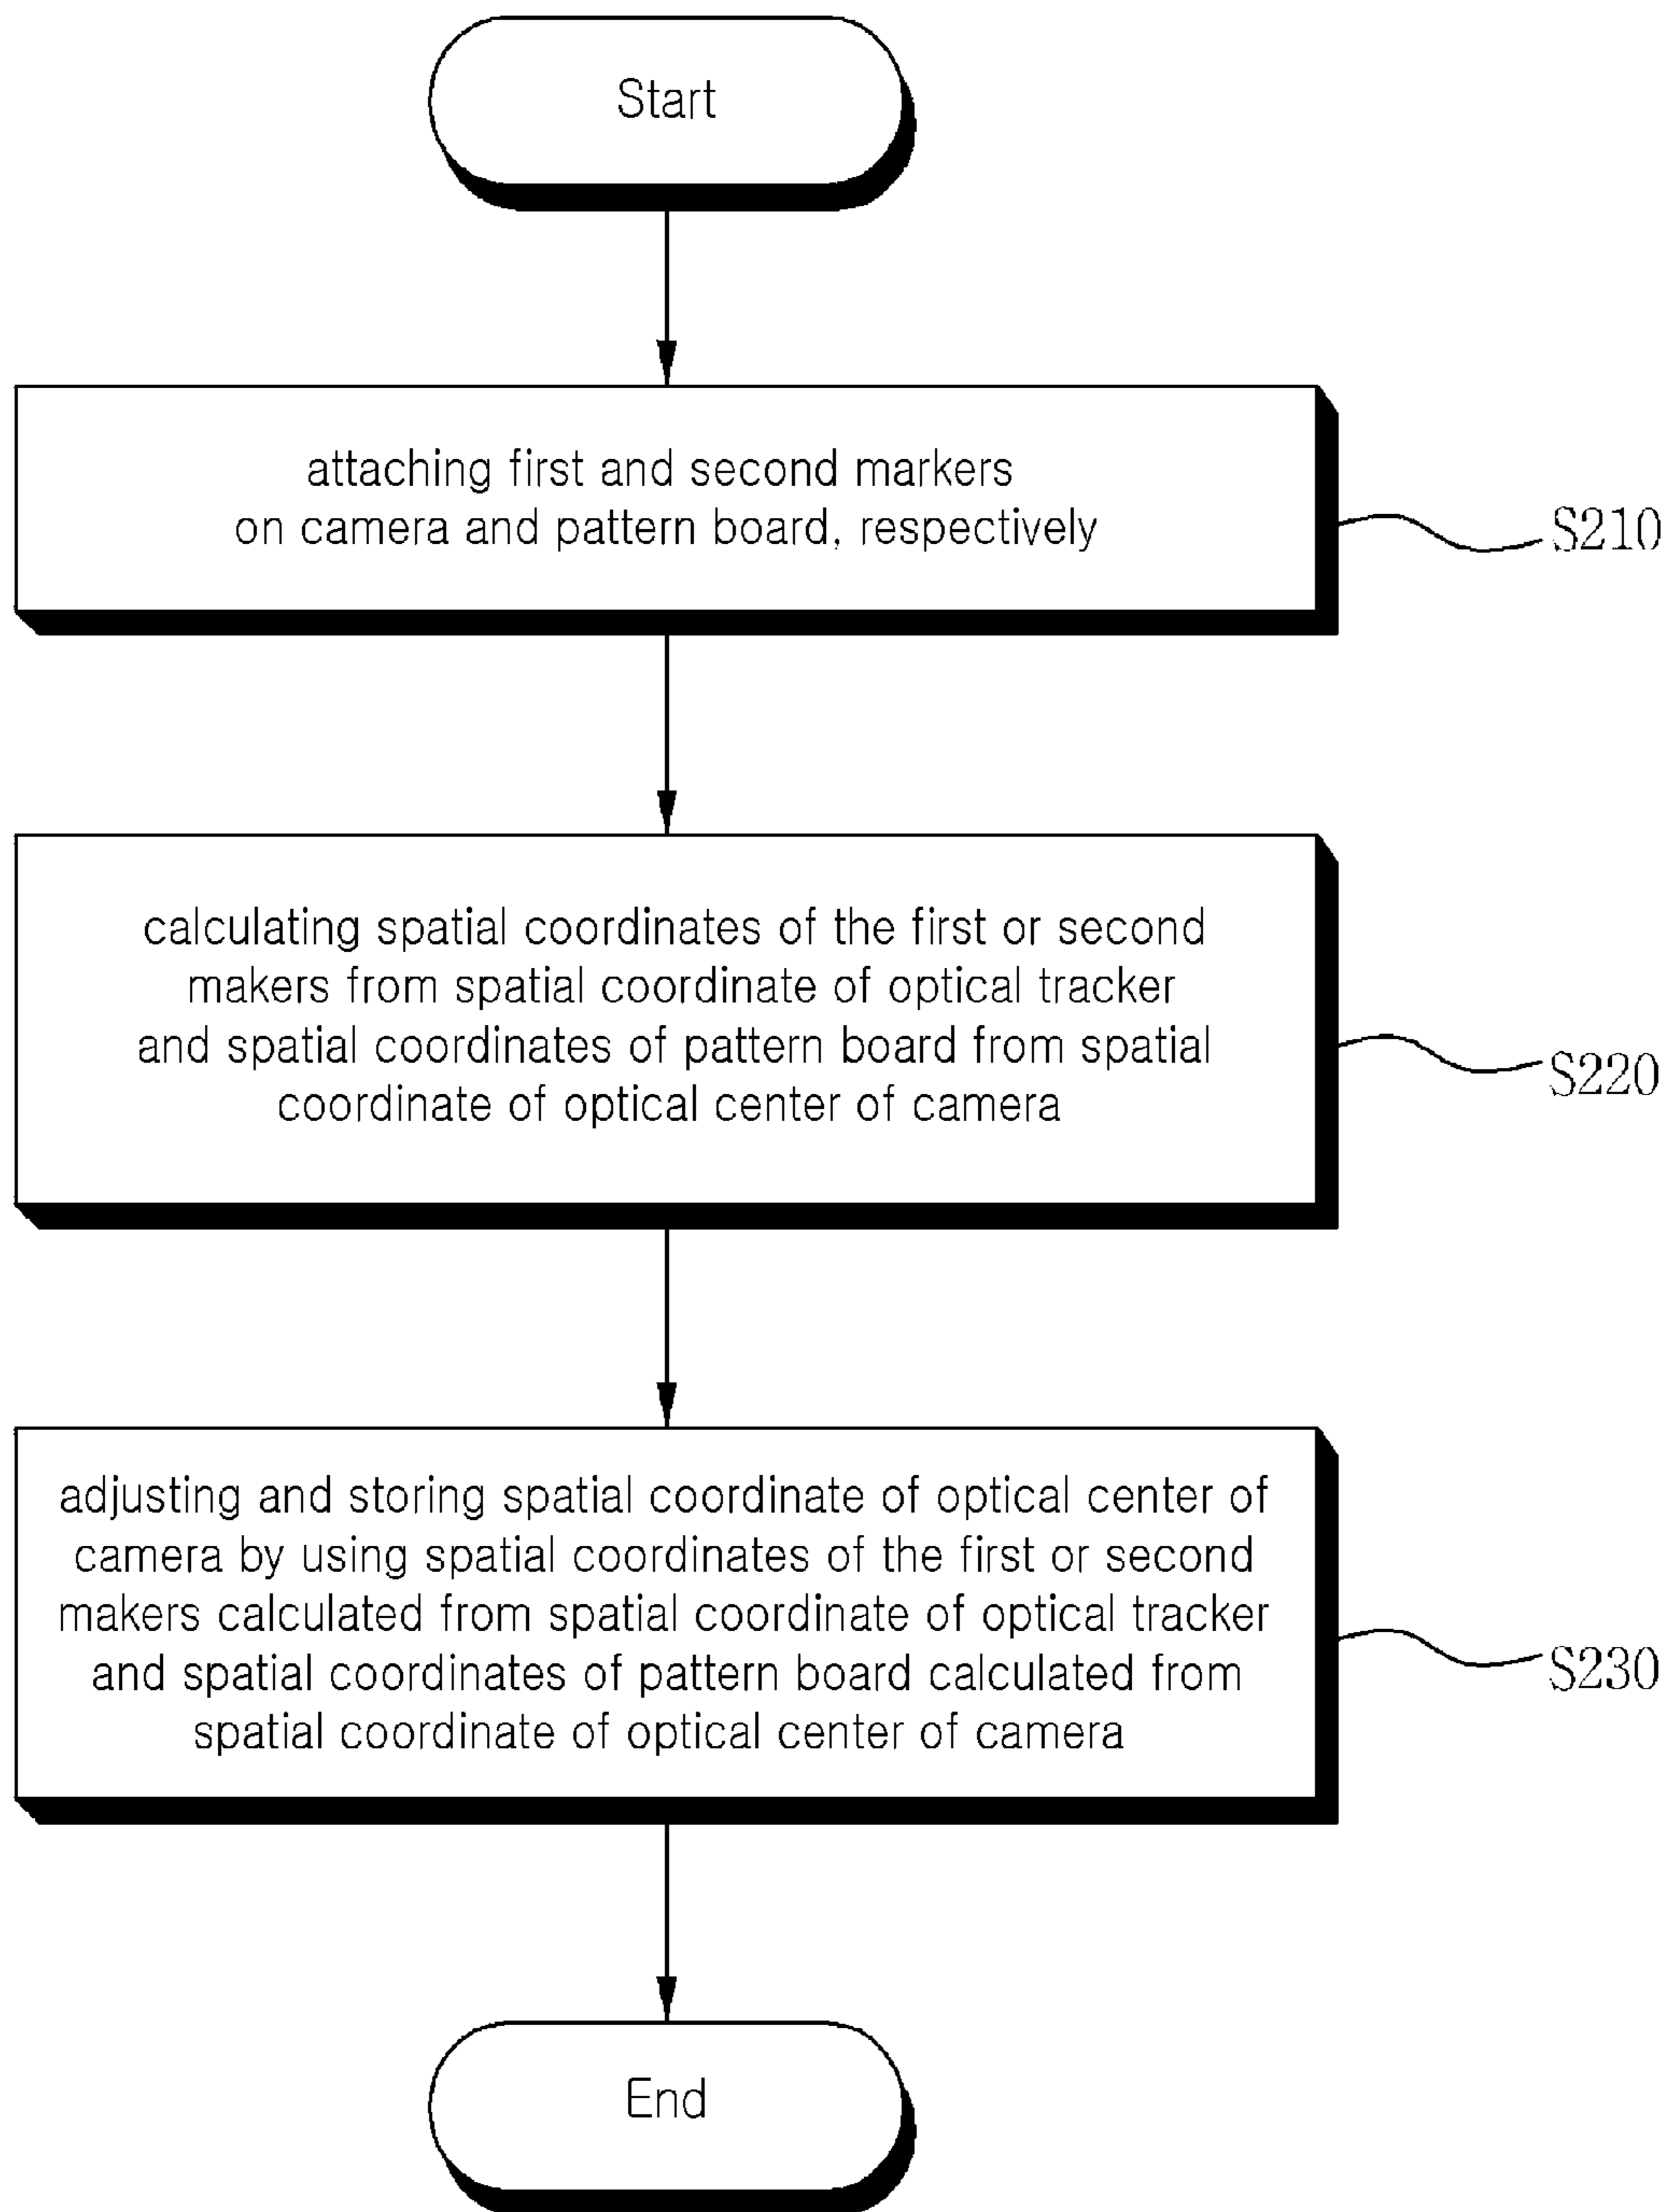 Start
attaching first and second markers
on camera and pattern board, respectively
S210
calculating spatial coordinates of the first or second
makers from spatial coordinate of optical tracker
and spatial coordinates of pattern board from spatial
coordinate of optical center of camera
S220
adjusting and storing spatial coordinate of optical center of
camera by using spatial coordinates of the first or second
makers calculated from spatial coordinate of optical tracker
and spatial coordinates of pattern board calculated from
spatial coordinate of optical center of camera
S230
End